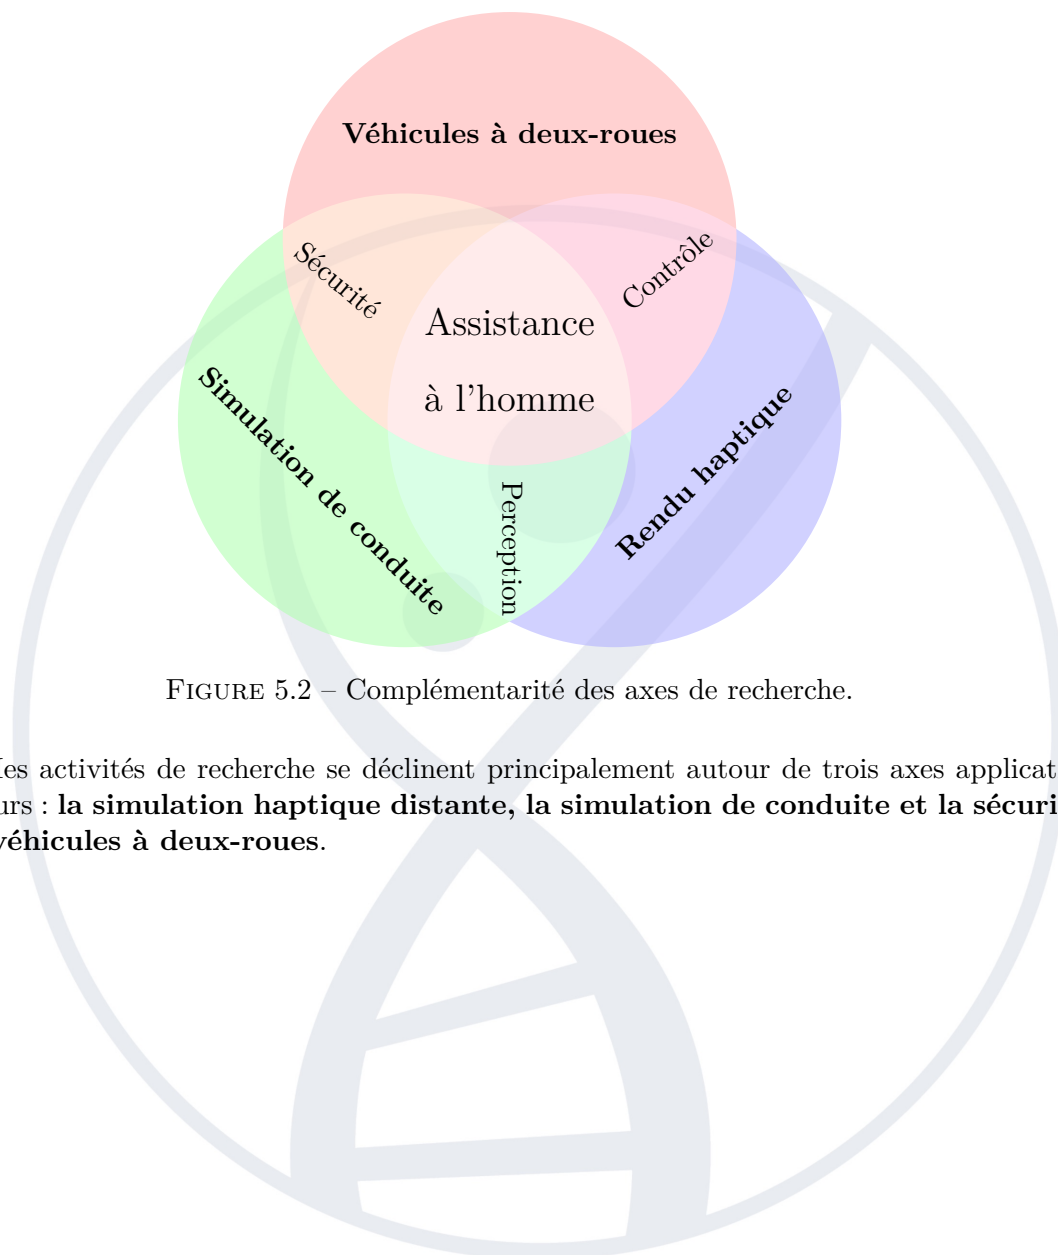 Véhicules à deux-roues
Sécurité
Contrôle
Assistance
à l'homme
Simulation de conduite
Rendu haptique
Perception
FIGURE 5.2 – Complémentarité des axes de recherche.
es activités de recherche se déclinent principalement autour de trois axes applicat
urs : la simulation haptique distante, la simulation de conduite et la sécuri
véhicules à deux-roues.